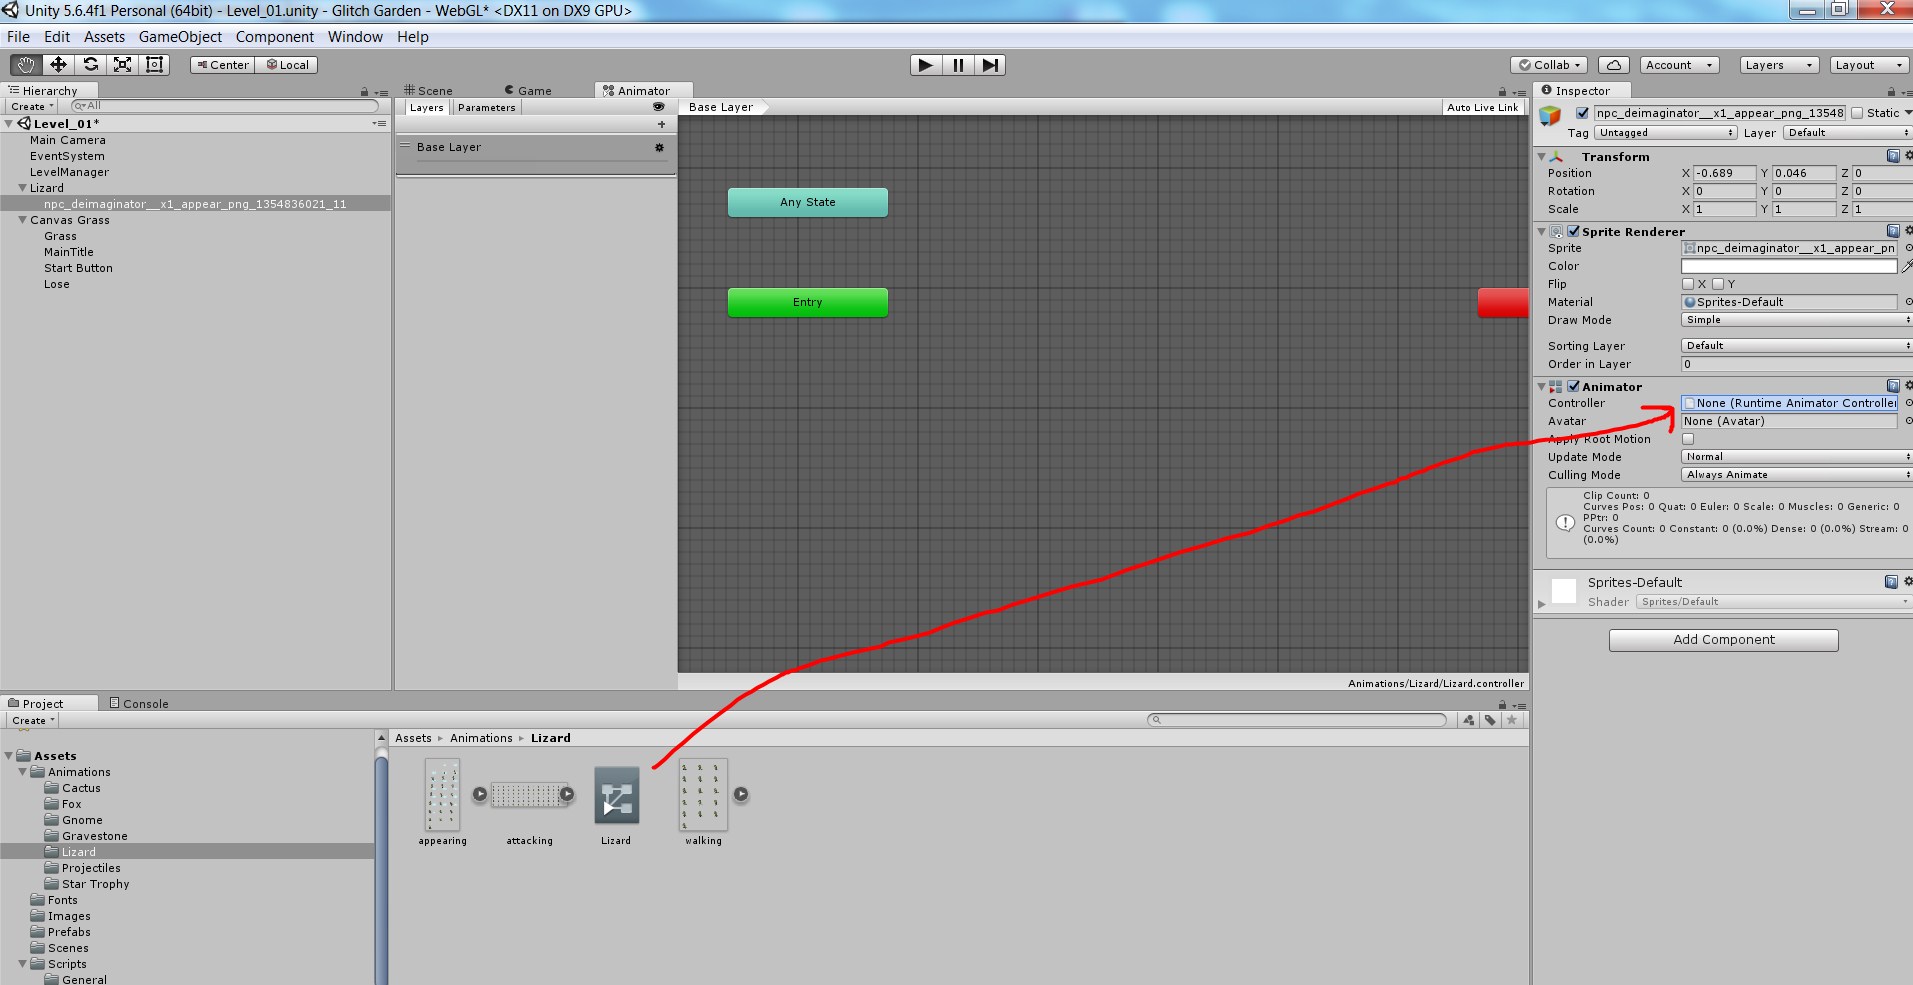 Unity 5.6.4f1 Personal (64bit) - Level_01.unity - Glitch Garden - WebGL* <DX11 on DX9 GPU>
File Edit Assets GameObject Component Window Help
Center Local Collab Account Layers Layout
Hierarchy
Create All
Level_01*
Main Camera
EventSystem
LevelManager
Lizard
npc_deimaginator__x1_appear_png_1354836021_11
Canvas Grass
Grass
MainTitle
Start Button
Lose
Scene Game Animator
Layers Parameters
Base Layer
Auto Live Link
Base Layer
Any State
Entry
Animations/Lizard/Lizard.controller
Inspector
npc_deimaginator__x1_appear_png_13548 Static
Tag Untagged Layer Default
Transform
Position X -0.689 Y 0.046 Z 0
Rotation X 0 Y 0 Z 0
Scale X 1 Y 1 Z 1
Sprite Renderer
Sprite npc_deimaginator__x1_appear_pn
Color
Flip X Y
Material Sprites-Default
Draw Mode Simple
Sorting Layer Default
Order in Layer 0
Animator
Controller None (Runtime Animator Controller
Avatar None (Avatar)
Apply Root Motion
Update Mode Normal
Culling Mode Always Animate
Clip Count: 0
Curves Pos: 0 Quat: 0 Euler: 0 Scale: 0 Muscles: 0 Generic: 0
PPtr: 0
Curves Count: 0 Constant: 0 (0.0%) Dense: 0 (0.0%) Stream: 0
(0.0%)
Sprites-Default
Shader Sprites/Default
Add Component
Project Console
Create
Assets
Animations
Cactus
Fox
Gnome
Gravestone
Lizard
Projectiles
Star Trophy
Fonts
Images
Prefabs
Scenes
Scripts
General
Assets Animations Lizard
appearing attacking Lizard walking